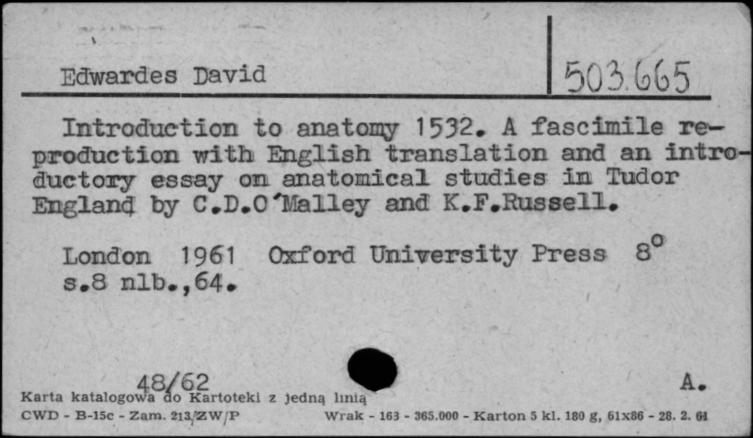 Edwardes David
503.665
Introduction to anatomy 1532. A fascimile re-
production with English translation and an intro-
ductory essay on anatomical studies in Tudor
England by C.D.O'Malley and K.F.Russell.
London 1961 Oxford University Press 8°
s.8 nlb.,64.
48/62
A.
Karta katalogowa do Kartoteki z jedną linią
CWD - B-15c - Zam. 213/ZW/P Wrak - 163 - 365.000 - Karton 5 kl. 180 g, 61x86 - 28. 2. 61